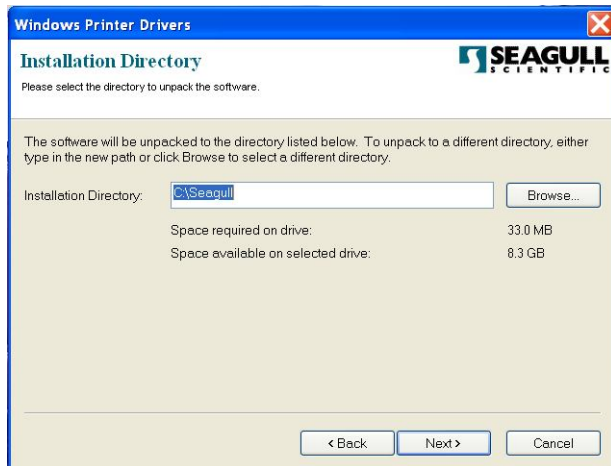 Windows Printer Drivers
Installation Directory
SEAGULL
SCIENTIFIC
Please select the directory to unpack the software.
The software will be unpacked to the directory listed below. To unpack to a different directory, either
type in the new path or click Browse to select a different directory.
Installation Directory: C:\Seagull Browse...
Space required on drive: 33.0 MB
Space available on selected drive: 8.3 GB
< Back Next > Cancel